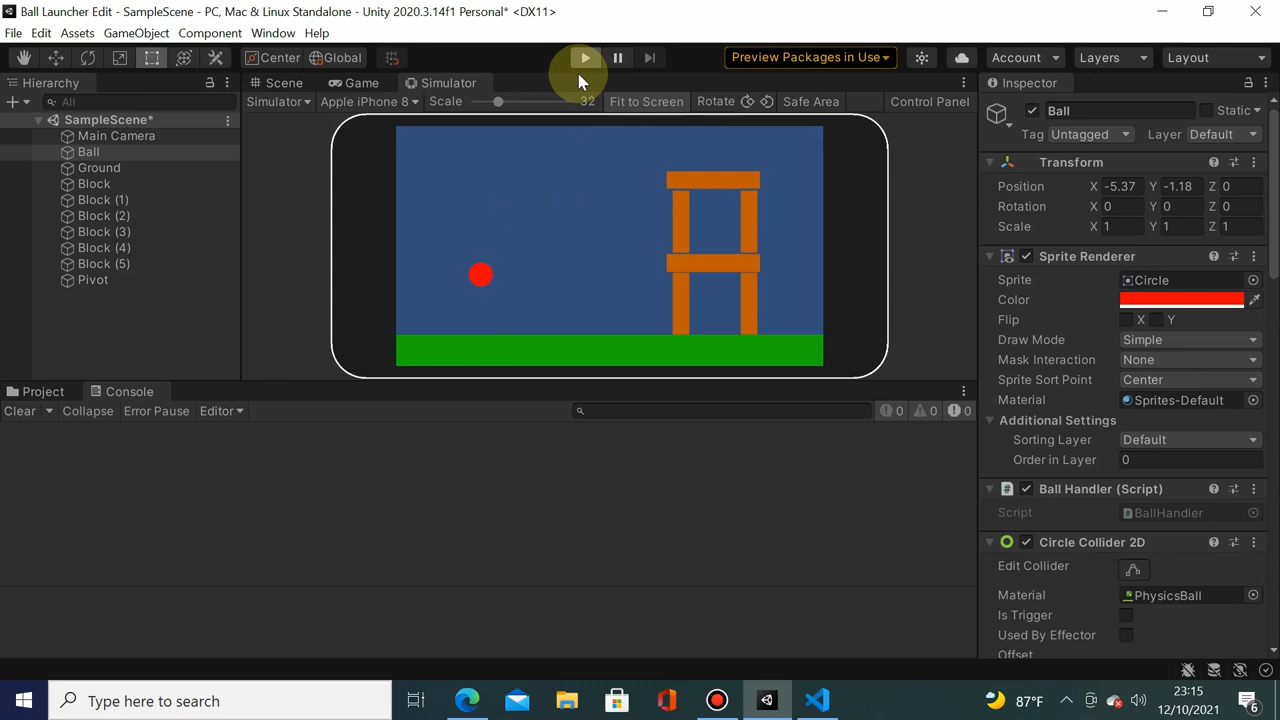 Ball Launcher Edit - SampleScene - PC, Mac & Linux Standalone - Unity 2020.3.14f1 Personal* <DX11>
File Edit Assets GameObject Component Window Help
Center Global Preview Packages in Use Account Layers Layout
Hierarchy Scene Game Simulator Inspector
All Simulator Apple iPhone 8 Scale 32 Fit to Screen Rotate Safe Area Control Panel Ball Static
SampleScene*
Main Camera Tag Untagged Layer Default
Ball
Ground Transform
Block Position X -5.37 Y -1.18 Z 0
Block (1) Rotation X 0 Y 0 Z 0
Block (2) Scale X 1 Y 1 Z 1
Block (3)
Block (4) Sprite Renderer
Block (5)
Pivot Sprite Circle
Color
Flip X Y
Draw Mode Simple
Mask Interaction None
Sprite Sort Point Center
Project Console Material Sprites-Default
Clear Collapse Error Pause Editor 0 0 0 Additional Settings
Sorting Layer Default
Order in Layer 0
Ball Handler (Script)
Script BallHandler
Circle Collider 2D
Edit Collider
Material PhysicsBall
Is Trigger
Used By Effector
Offset
Type here to search 87°F 23:15
12/10/2021 6